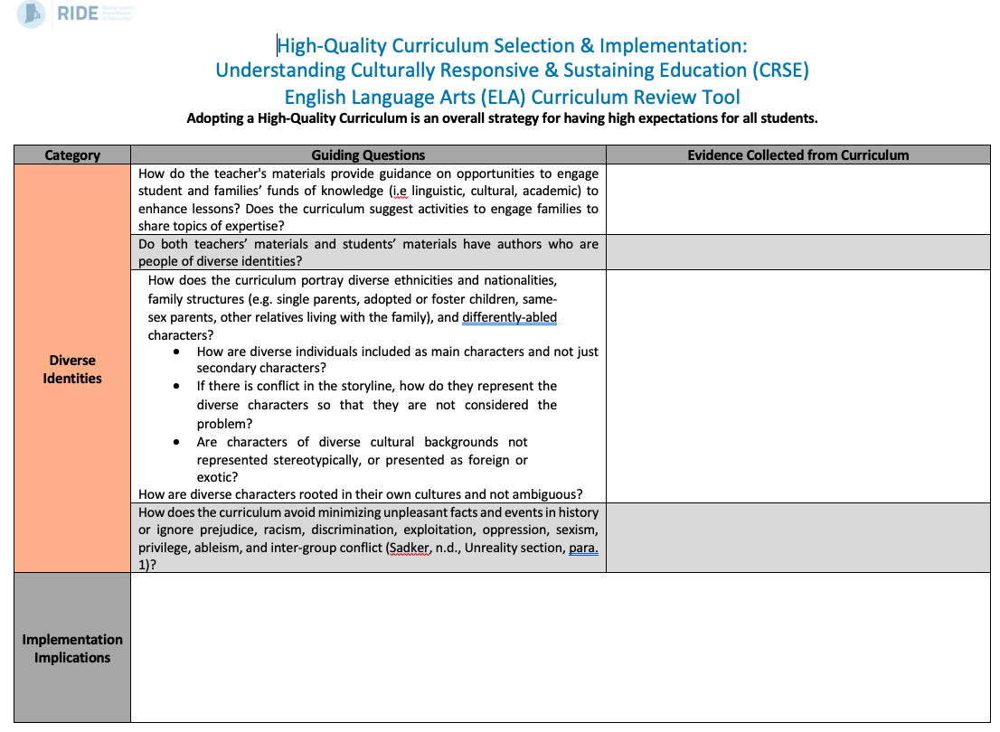 RIDE Rhode Island
Department
of Education
High-Quality Curriculum Selection & Implementation:
Understanding Culturally Responsive & Sustaining Education (CRSE)
English Language Arts (ELA) Curriculum Review Tool
Adopting a High-Quality Curriculum is an overall strategy for having high expectations for all students.
Category
Guiding Questions
Evidence Collected from Curriculum
Diverse
Identities
How do the teacher's materials provide guidance on opportunities to engage
student and families’ funds of knowledge (i.e linguistic, cultural, academic) to
enhance lessons? Does the curriculum suggest activities to engage families to
share topics of expertise?
Do both teachers’ materials and students’ materials have authors who are
people of diverse identities?
How does the curriculum portray diverse ethnicities and nationalities,
family structures (e.g. single parents, adopted or foster children, same-
sex parents, other relatives living with the family), and differently-abled
characters?
• How are diverse individuals included as main characters and not just
secondary characters?
• If there is conflict in the storyline, how do they represent the
diverse characters so that they are not considered the
problem?
• Are characters of diverse cultural backgrounds not
represented stereotypically, or presented as foreign or
exotic?
How are diverse characters rooted in their own cultures and not ambiguous?
How does the curriculum avoid minimizing unpleasant facts and events in history
or ignore prejudice, racism, discrimination, exploitation, oppression, sexism,
privilege, ableism, and inter-group conflict (Sadker, n.d., Unreality section, para.
1)?
Implementation
Implications